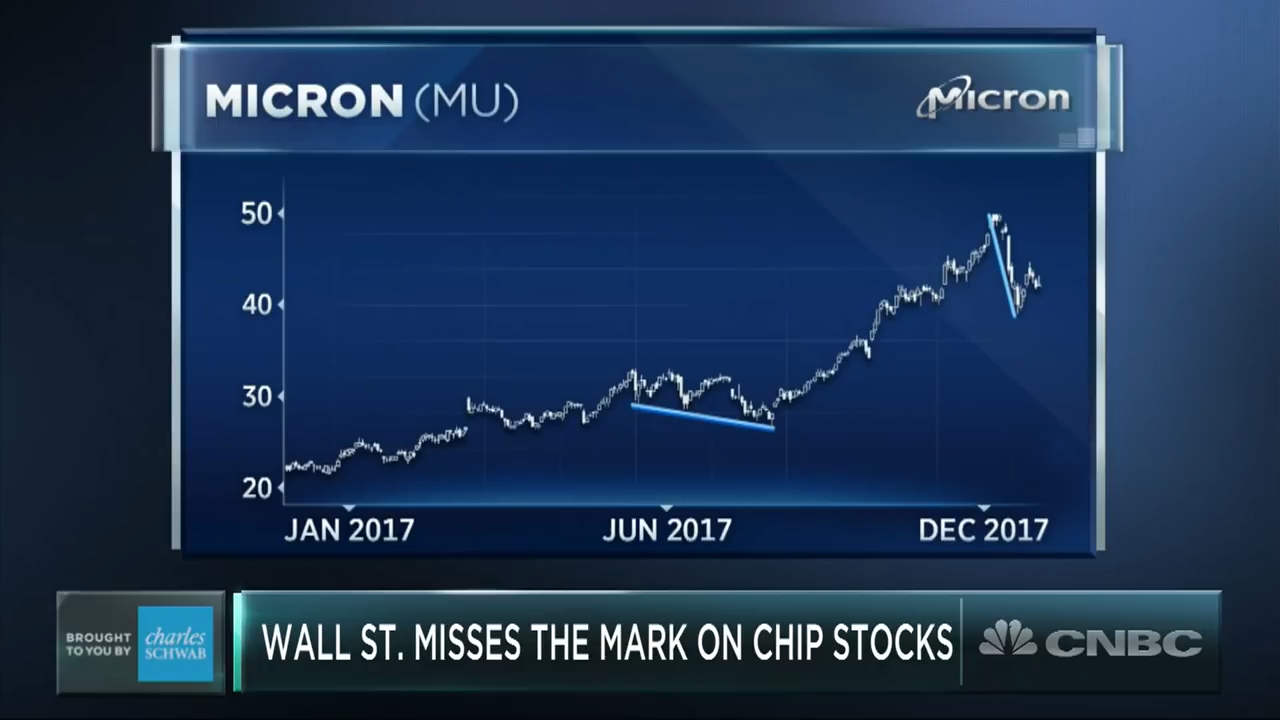 MICRON (MU)
Micron
50
40
30
20
JAN 2017
JUN 2017
DEC 2017
BROUGHT
TO YOU BY
charles
SCHWAB
WALL ST. MISSES THE MARK ON CHIP STOCKS
CNBC